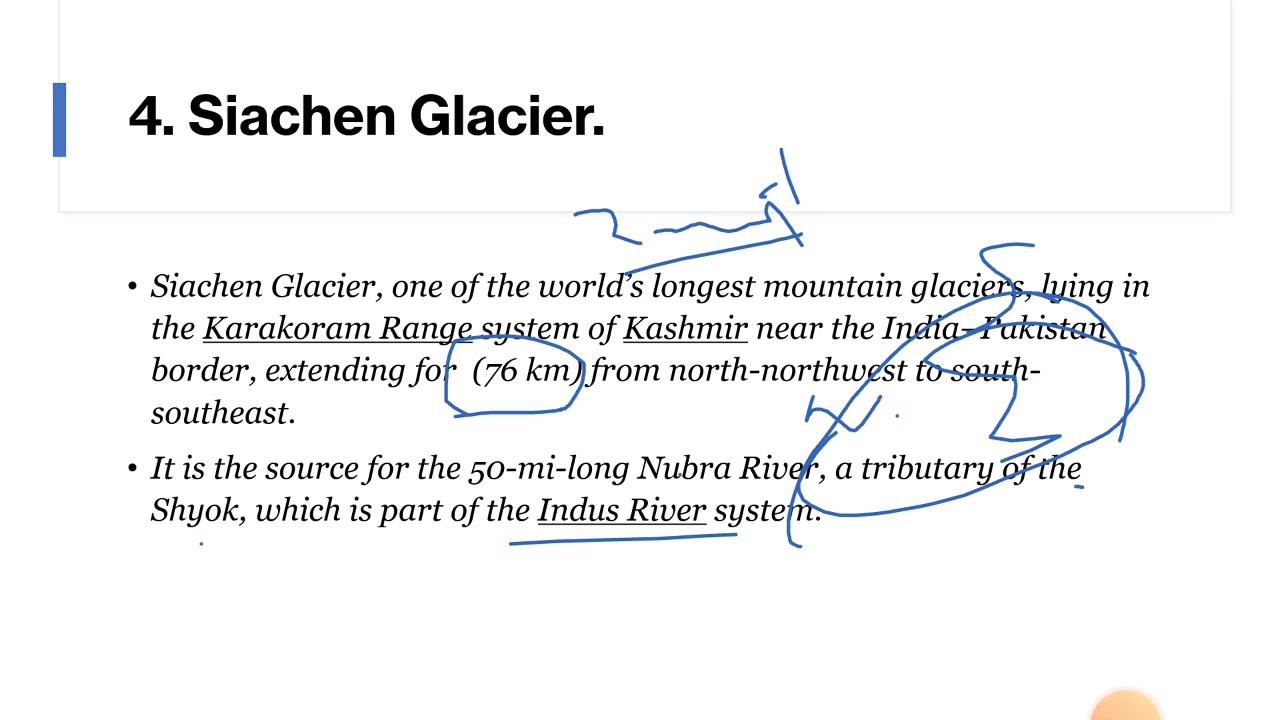 4. Siachen Glacier.
• Siachen Glacier, one of the world's longest mountain glaciers, lying in
the Karakoram Range system of Kashmir near the India–Pakistan
border, extending for (76 km) from north-northwest to south-
southeast.
• It is the source for the 50-mi-long Nubra River, a tributary of the
Shyok, which is part of the Indus River system.